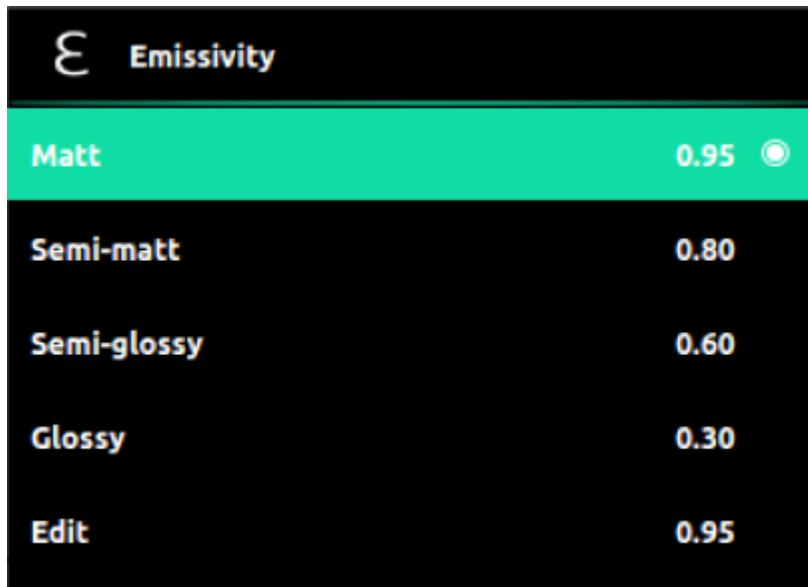 ε Emissivity
Matt 0.95
Semi-matt 0.80
Semi-glossy 0.60
Glossy 0.30
Edit 0.95